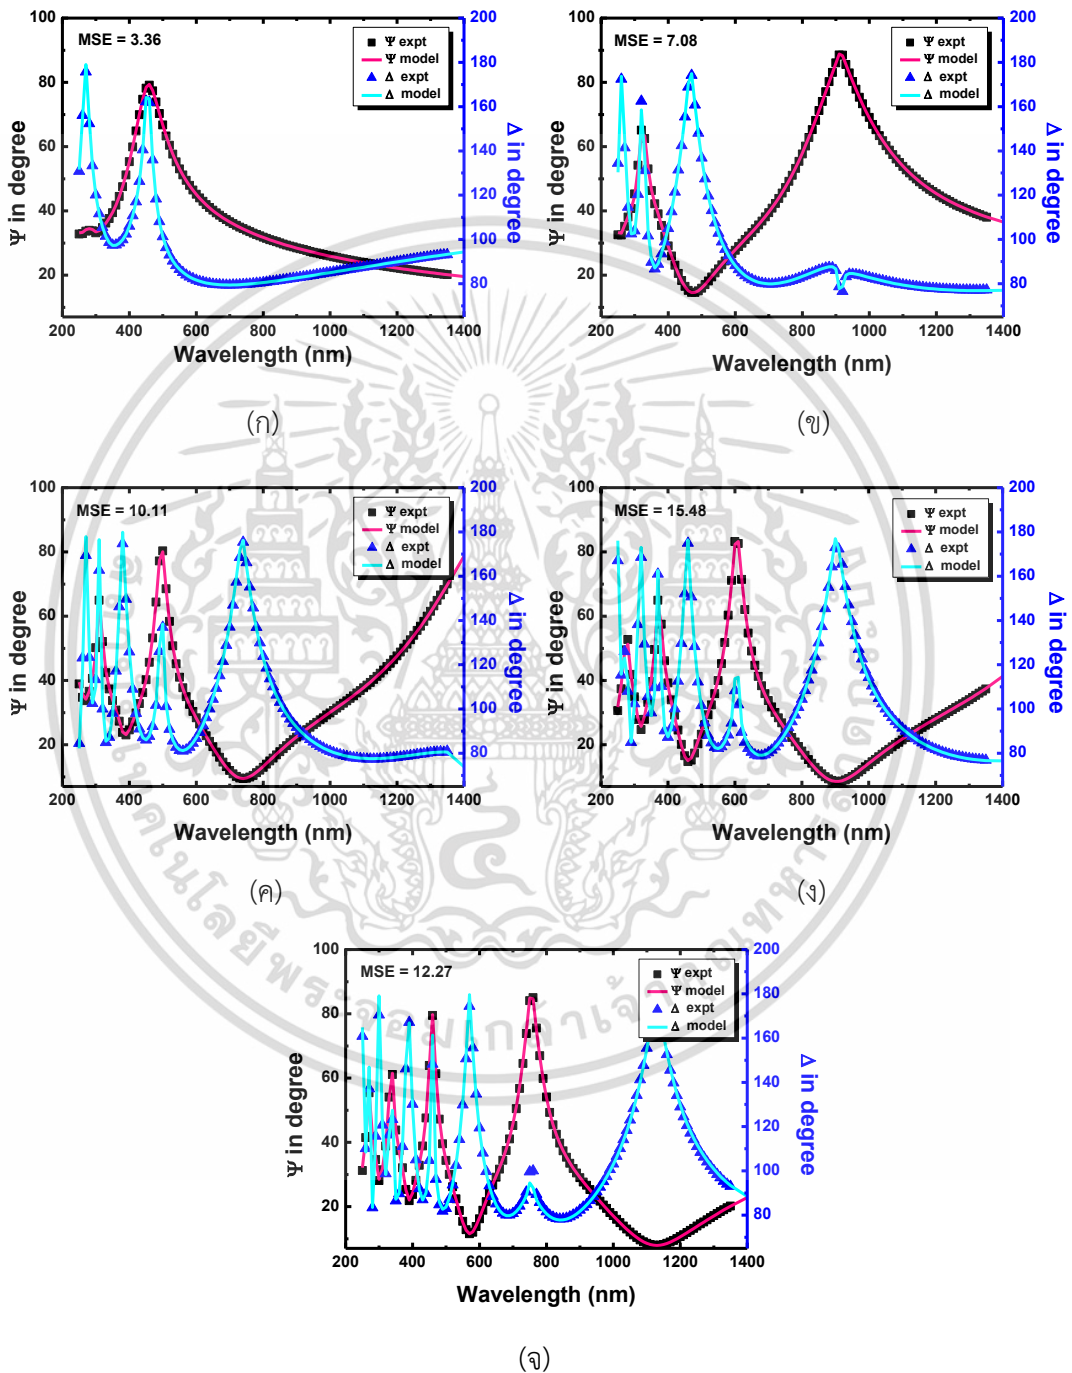 MSE = 3.36
Ψ expt
Ψ model
Δ expt
Δ model
100
80
60
40
20
200
180
160
140
120
100
80
200 400 600 800 1000 1200 1400
Ψ in degree
Δ in degree
Wavelength (nm)
(ก)
MSE = 7.08
Ψ expt
Ψ model
Δ expt
Δ model
100
80
60
40
20
200
180
160
140
120
100
80
200 400 600 800 1000 1200 1400
Ψ in degree
Δ in degree
Wavelength (nm)
(ข)
MSE = 10.11
Ψ expt
Ψ model
Δ expt
Δ model
100
80
60
40
20
200
180
160
140
120
100
80
200 400 600 800 1000 1200 1400
Ψ in degree
Δ in degree
Wavelength (nm)
(ค)
MSE = 15.48
Ψ expt
Ψ model
Δ expt
Δ model
100
80
60
40
20
200
180
160
140
120
100
80
200 400 600 800 1000 1200 1400
Ψ in degree
Δ in degree
Wavelength (nm)
(ง)
MSE = 12.27
Ψ expt
Ψ model
Δ expt
Δ model
100
80
60
40
20
200
180
160
140
120
100
80
200 400 600 800 1000 1200 1400
Ψ in degree
Δ in degree
Wavelength (nm)
(จ)